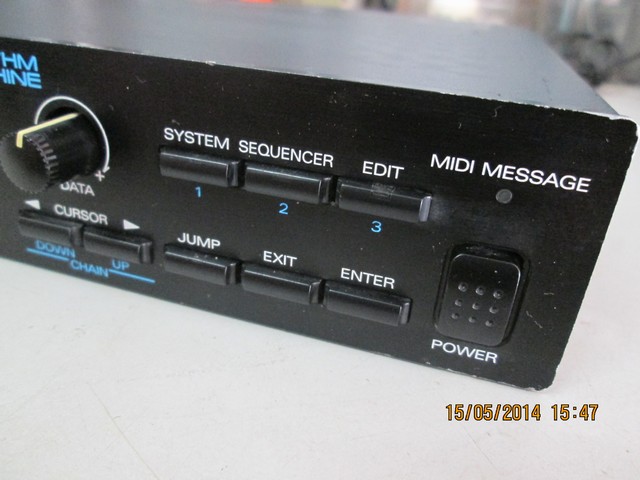 THM
HINE
DATA
+
SYSTEM SEQUENCER EDIT MIDI MESSAGE
1 2 3
CURSOR
DOWN UP
CHAIN
JUMP EXIT ENTER
POWER
15/05/2014 15:47